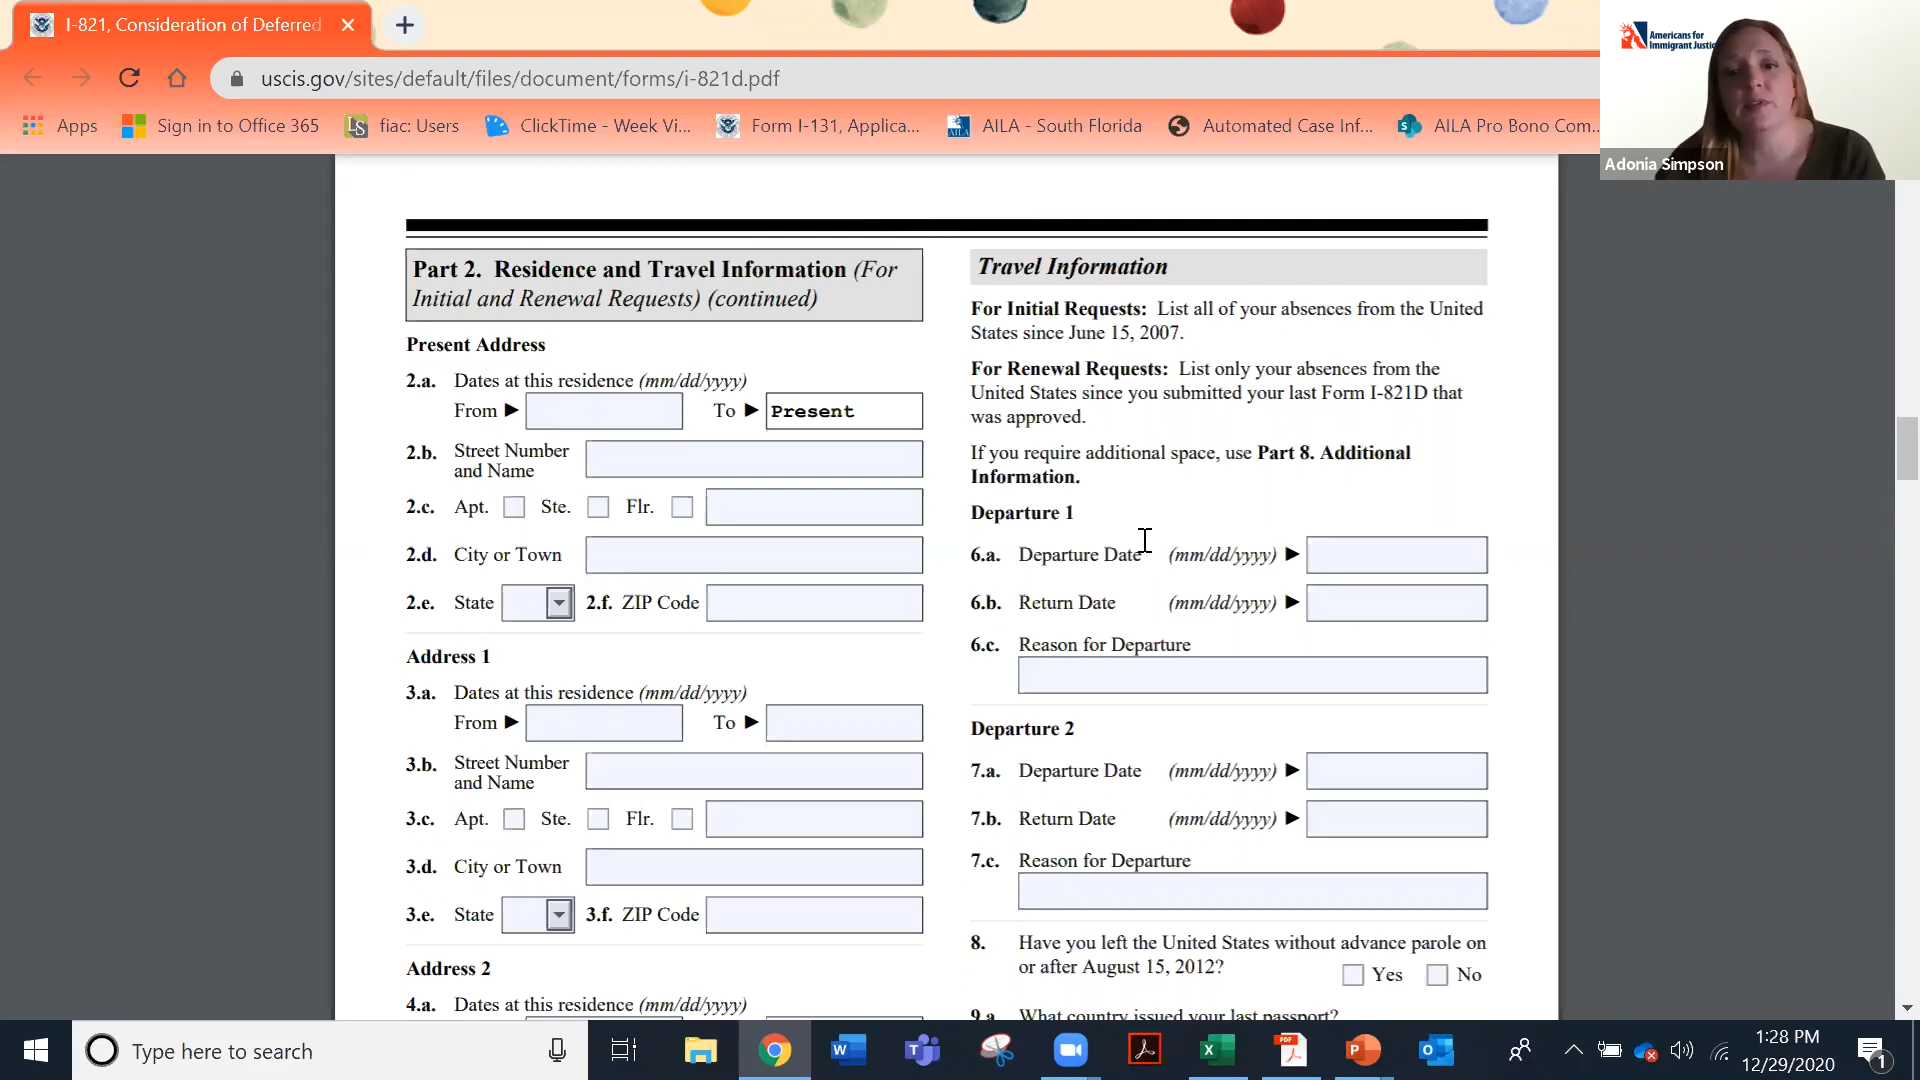 I-821, Consideration of Deferred
uscis.gov/sites/default/files/document/forms/i-821d.pdf
Apps
Sign in to Office 365
LS
fiac: Users
ClickTime - Week Vi...
Form I-131, Applica...
AILA
AILA - South Florida
Automated Case Inf...
S
AILA Pro Bono Com...
Americans for
Immigrant Justic
Adonia Simpson
Part 2. Residence and Travel Information (For
Initial and Renewal Requests) (continued)
Present Address
2.a. Dates at this residence (mm/dd/yyyy)
From To Present
2.b. Street Number
and Name
2.c. Apt. Ste. Flr.
2.d. City or Town
2.e. State 2.f. ZIP Code
Address 1
3.a. Dates at this residence (mm/dd/yyyy)
From To
3.b. Street Number
and Name
3.c. Apt. Ste. Flr.
3.d. City or Town
3.e. State 3.f. ZIP Code
Address 2
4.a. Dates at this residence (mm/dd/yyyy)
Travel Information
For Initial Requests: List all of your absences from the United
States since June 15, 2007.
For Renewal Requests: List only your absences from the
United States since you submitted your last Form I-821D that
was approved.
If you require additional space, use Part 8. Additional
Information.
Departure 1
6.a. Departure Date (mm/dd/yyyy)
6.b. Return Date (mm/dd/yyyy)
6.c. Reason for Departure
Departure 2
7.a. Departure Date (mm/dd/yyyy)
7.b. Return Date (mm/dd/yyyy)
7.c. Reason for Departure
8. Have you left the United States without advance parole on
or after August 15, 2012?
Yes No
9.a. What country issued your last passport?
Type here to search
1:28 PM
12/29/2020
1